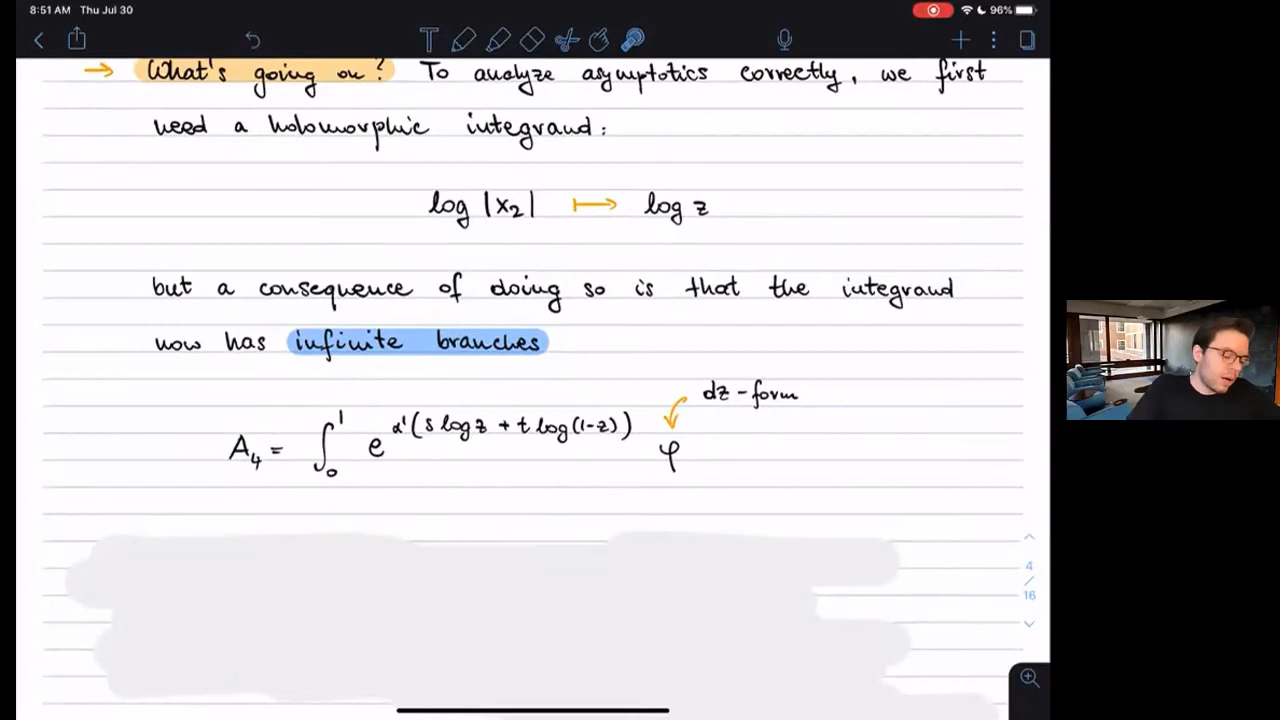 8:51 AM Thu Jul 30
96%
→ What's going on? To analyze asymptotics correctly, we first
need a holomorphic integrand:
log |x₂| ↦ log z
but a consequence of doing so is that the integrand
now has infinite branches
dz-form
A₄ = ∫₀¹ e^{α'(s log z + t log(1-z))} φ
4
/
16